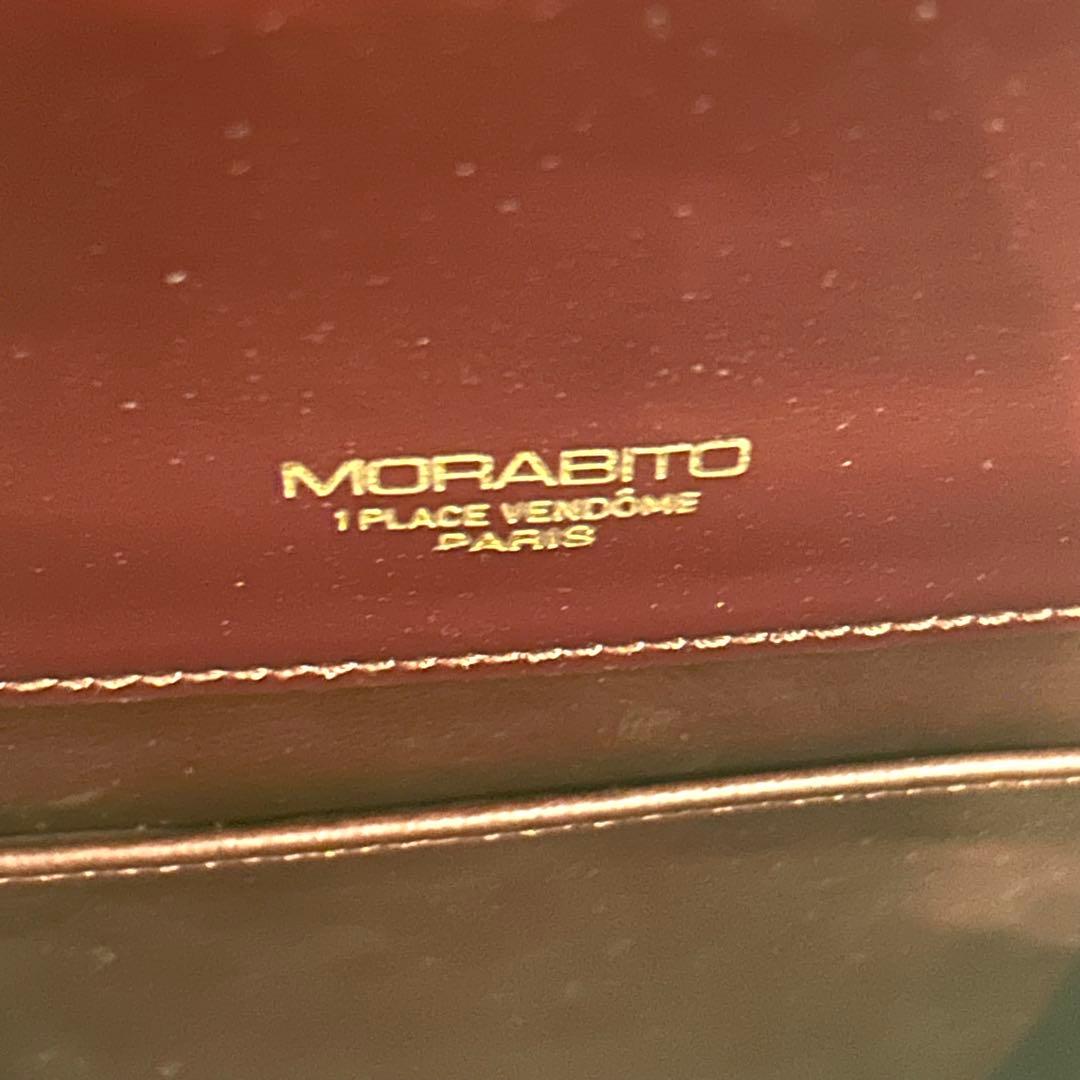 MORABITO
1 PLACE VENDÔME
PARIS